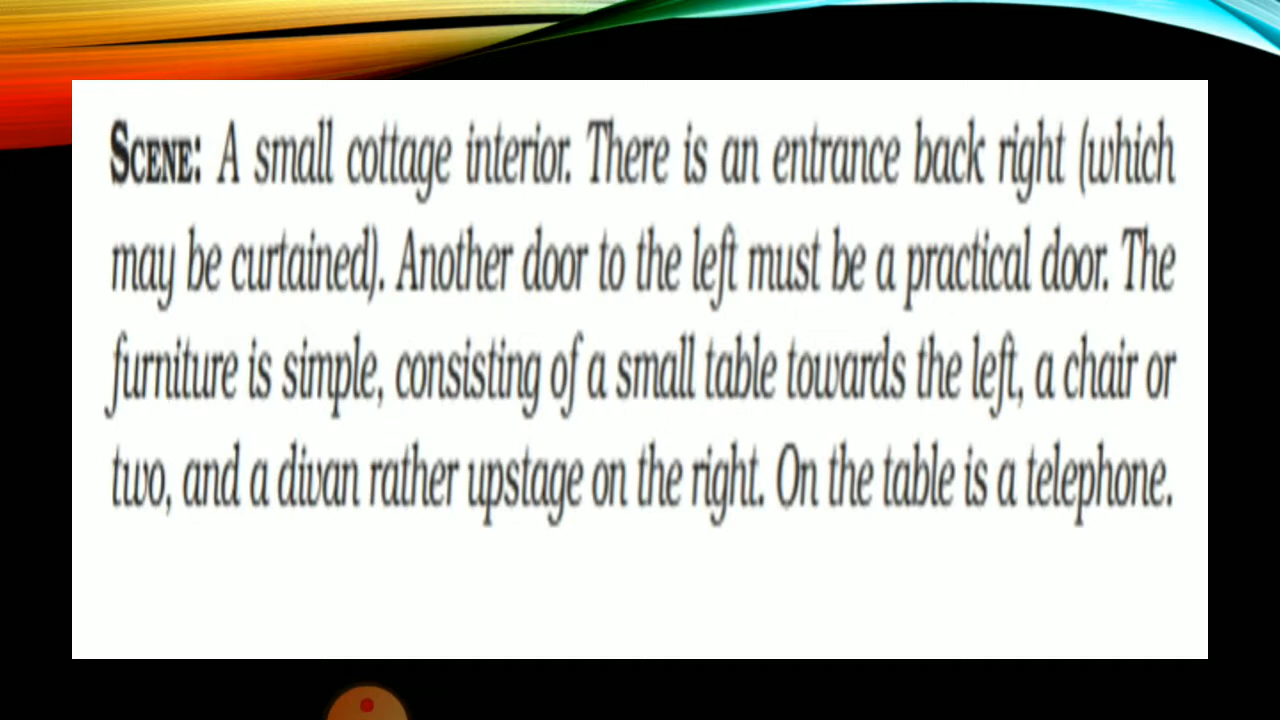 SCENE: A small cottage interior. There is an entrance back right (which
may be curtained). Another door to the left must be a practical door. The
furniture is simple, consisting of a small table towards the left, a chair or
two, and a divan rather upstage on the right. On the table is a telephone.